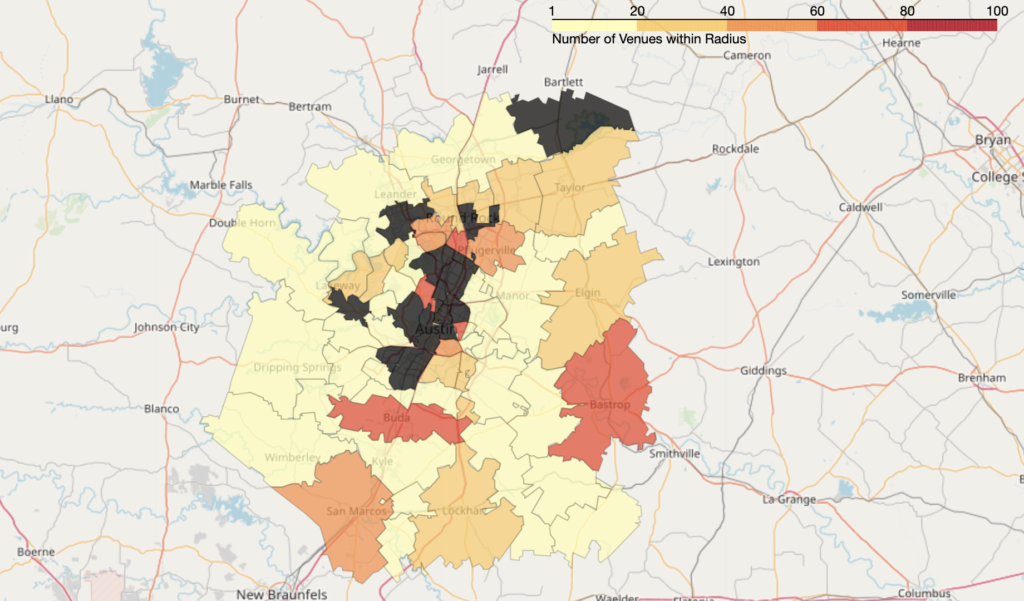 1 20 40 60 80 100
Number of Venues within Radius
Hearne
Cameron
Jarrell
Bartlett
Llano
Burnet
Bertram
Rockdale
Bryan
Georgetown
College S
Marble Falls
Leander
Taylor
Caldwell
Double Horn
Round Rock
Pflugerville
Lexington
Lakeway
Manor
Elgin
Somerville
urg
Johnson City
Austin
Dripping Springs
Giddings
Brenham
Blanco
Buda
Bastrop
Wimberley
Kyle
Smithville
San Marcos
Lockhart
La Grange
Boerne
New Braunfels
Waelder
Flatonia
Columbus